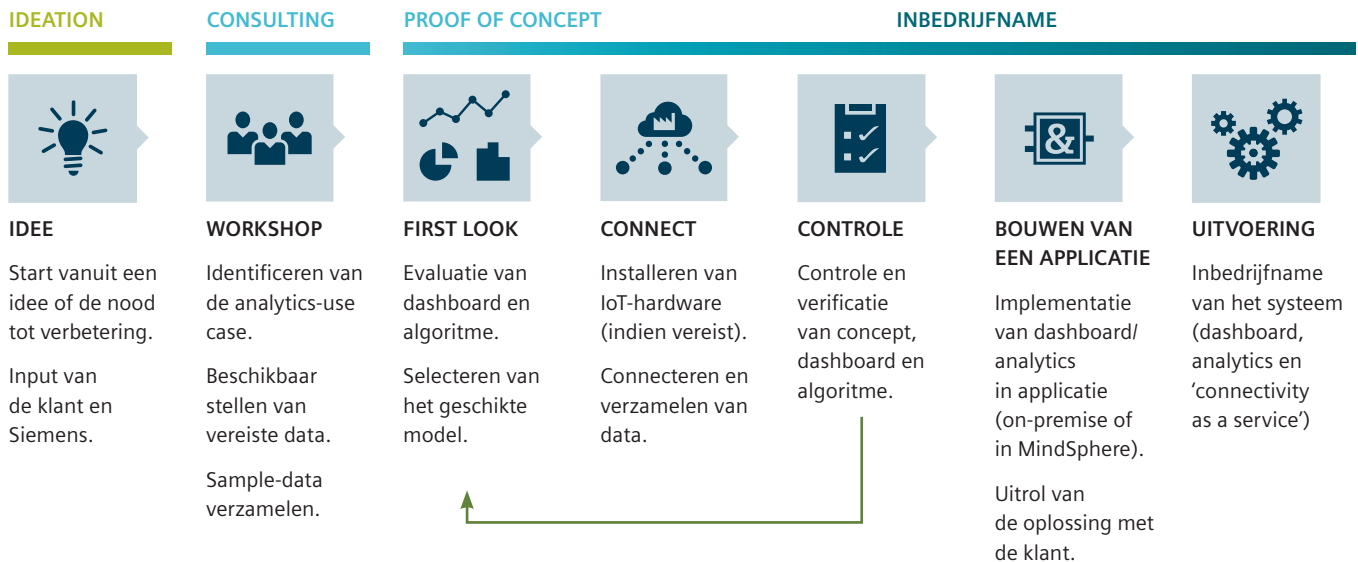 IDEATION
CONSULTING
PROOF OF CONCEPT
INBEDRIJFNAME
IDEE
Start vanuit een
idee of de nood
tot verbetering.
Input van
de klant en
Siemens.
WORKSHOP
Identificeren van
de analytics-use
case.
Beschikbaar
stellen van
vereiste data.
Sample-data
verzamelen.
FIRST LOOK
Evaluatie van
dashboard en
algoritme.
Selecteren van
het geschikte
model.
CONNECT
Installeren van
IoT-hardware
(indien vereist).
Connecteren en
verzamelen van
data.
CONTROLE
Controle en
verificatie
van concept,
dashboard en
algoritme.
&
BOUWEN VAN
EEN APPLICATIE
Implementatie
van dashboard/
analytics
in applicatie
(on-premise of
in MindSphere).
Uitrol van
de oplossing met
de klant.
UITVOERING
Inbedrijfname
van het systeem
(dashboard,
analytics en
‘connectivity
as a service’)